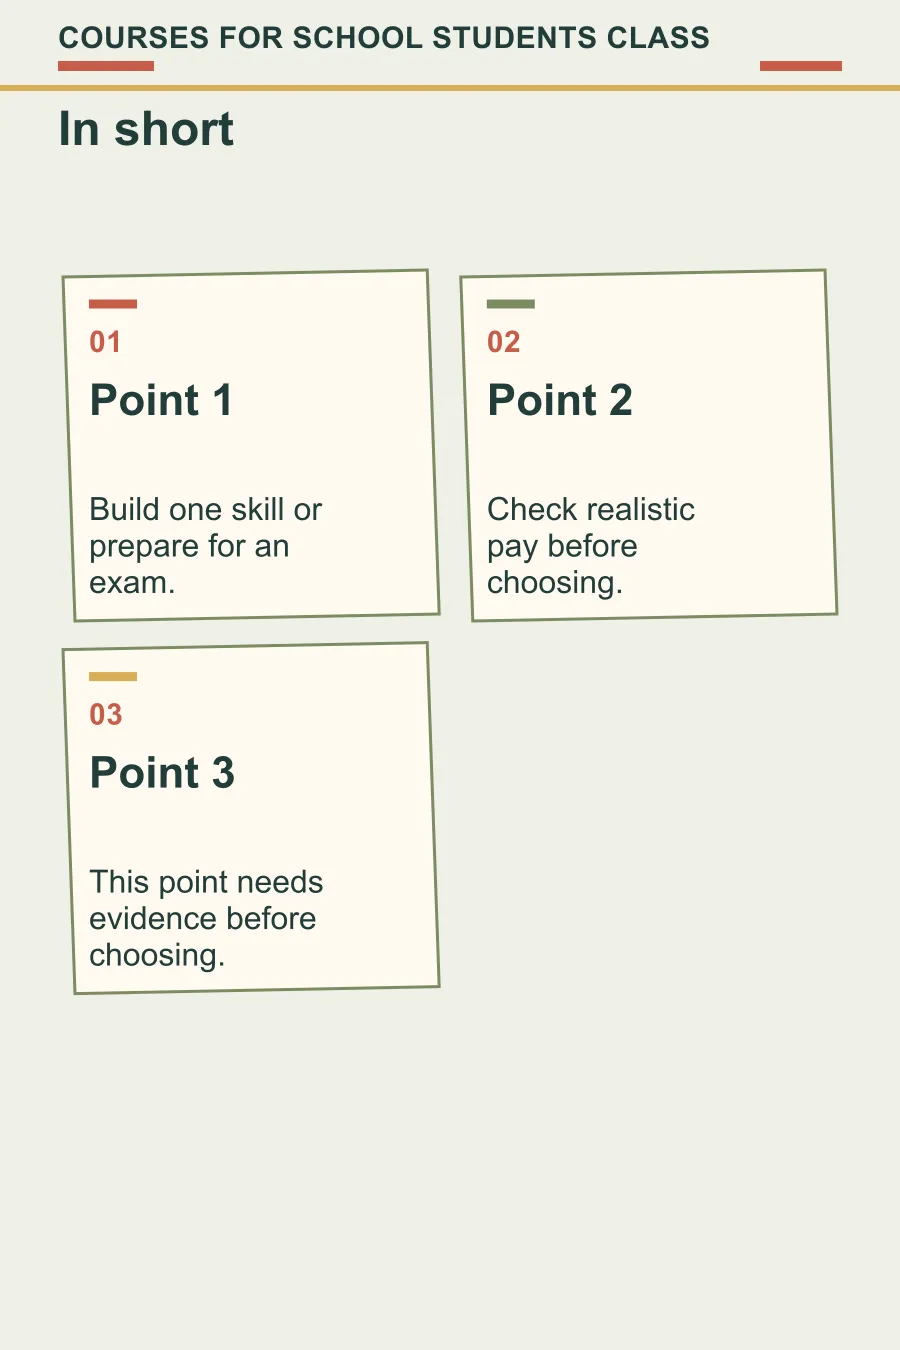 COURSES FOR SCHOOL STUDENTS CLASS
In short
01
Point 1
Build one skill or
prepare for an
exam.
02
Point 2
Check realistic
pay before
choosing.
03
Point 3
This point needs
evidence before
choosing.